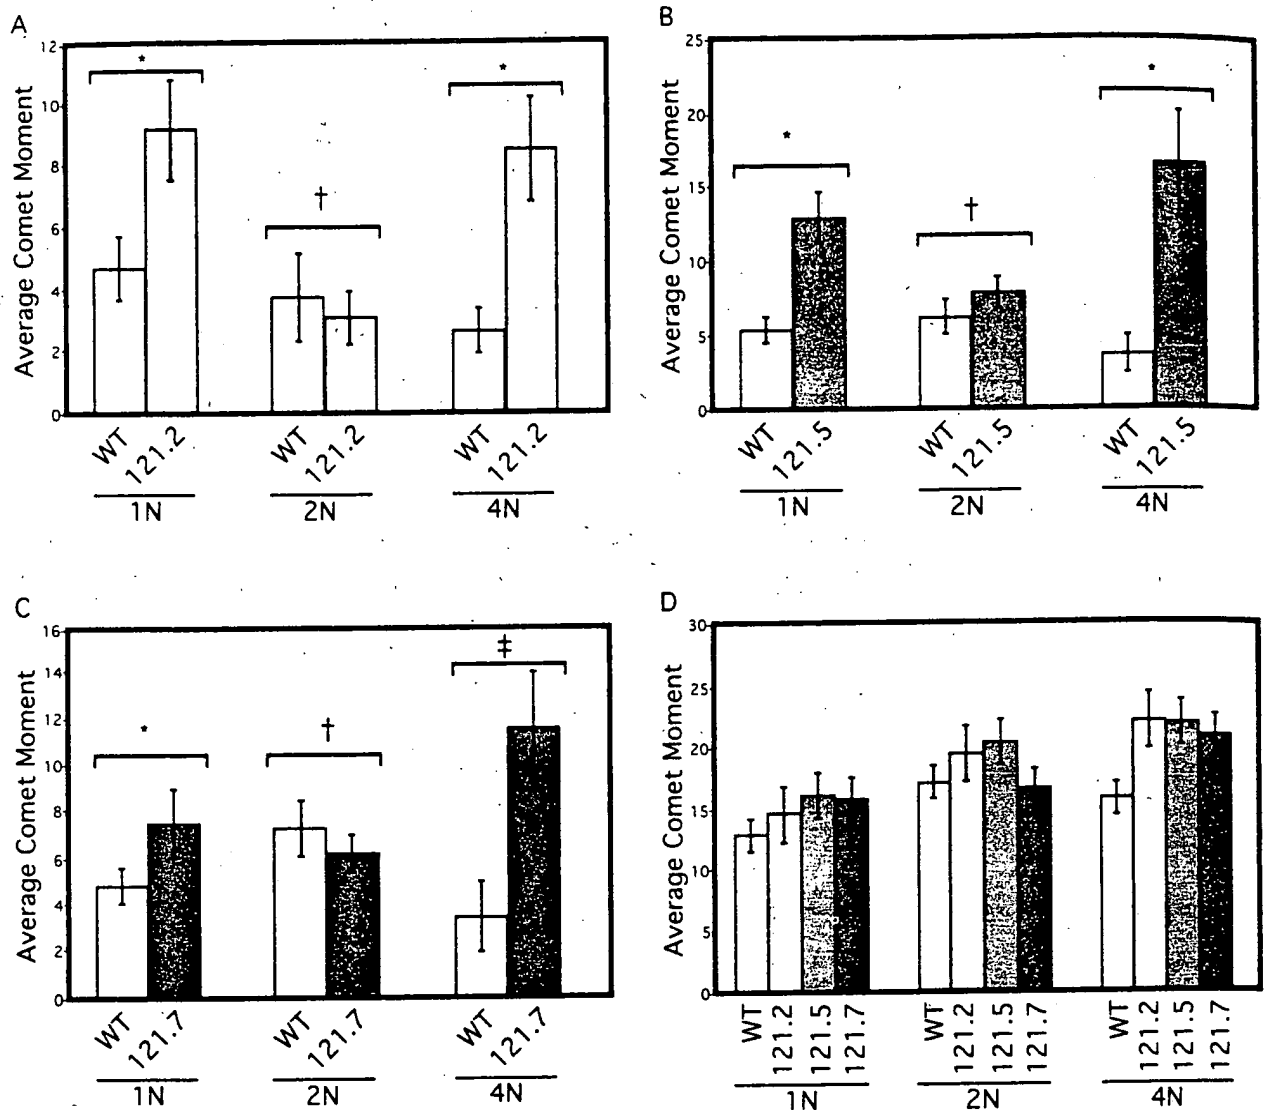 A
Average Comet Moment
12
10
8
6
4
2
0
*
†
*
WT 121.2 WT 121.2 WT 121.2
1N 2N 4N
B
Average Comet Moment
25
20
15
10
5
0
*
†
*
WT 121.5 WT 121.5 WT 121.5
1N 2N 4N
C
Average Comet Moment
16
14
12
10
8
6
4
2
0
*
†
‡
WT 121.7 WT 121.7 WT 121.7
1N 2N 4N
D
Average Comet Moment
30
25
20
15
10
5
0
WT 121.2 121.5 121.7 WT 121.2 121.5 121.7 WT 121.2 121.5 121.7
1N 2N 4N